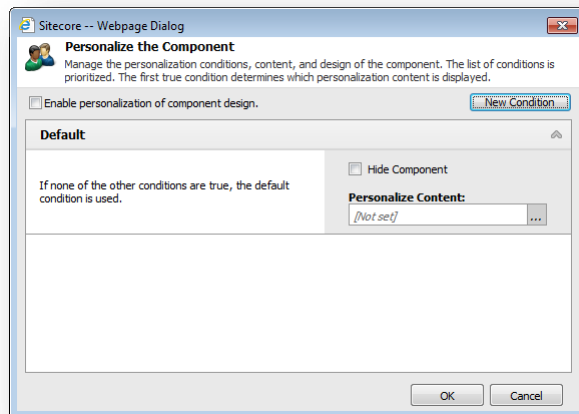 Sitecore -- Webpage Dialog
Personalize the Component
Manage the personalization conditions, content, and design of the component. The list of conditions is
prioritized. The first true condition determines which personalization content is displayed.
Enable personalization of component design.
New Condition
Default
If none of the other conditions are true, the default
condition is used.
Hide Component
Personalize Content:
[Not set]
...
OK
Cancel